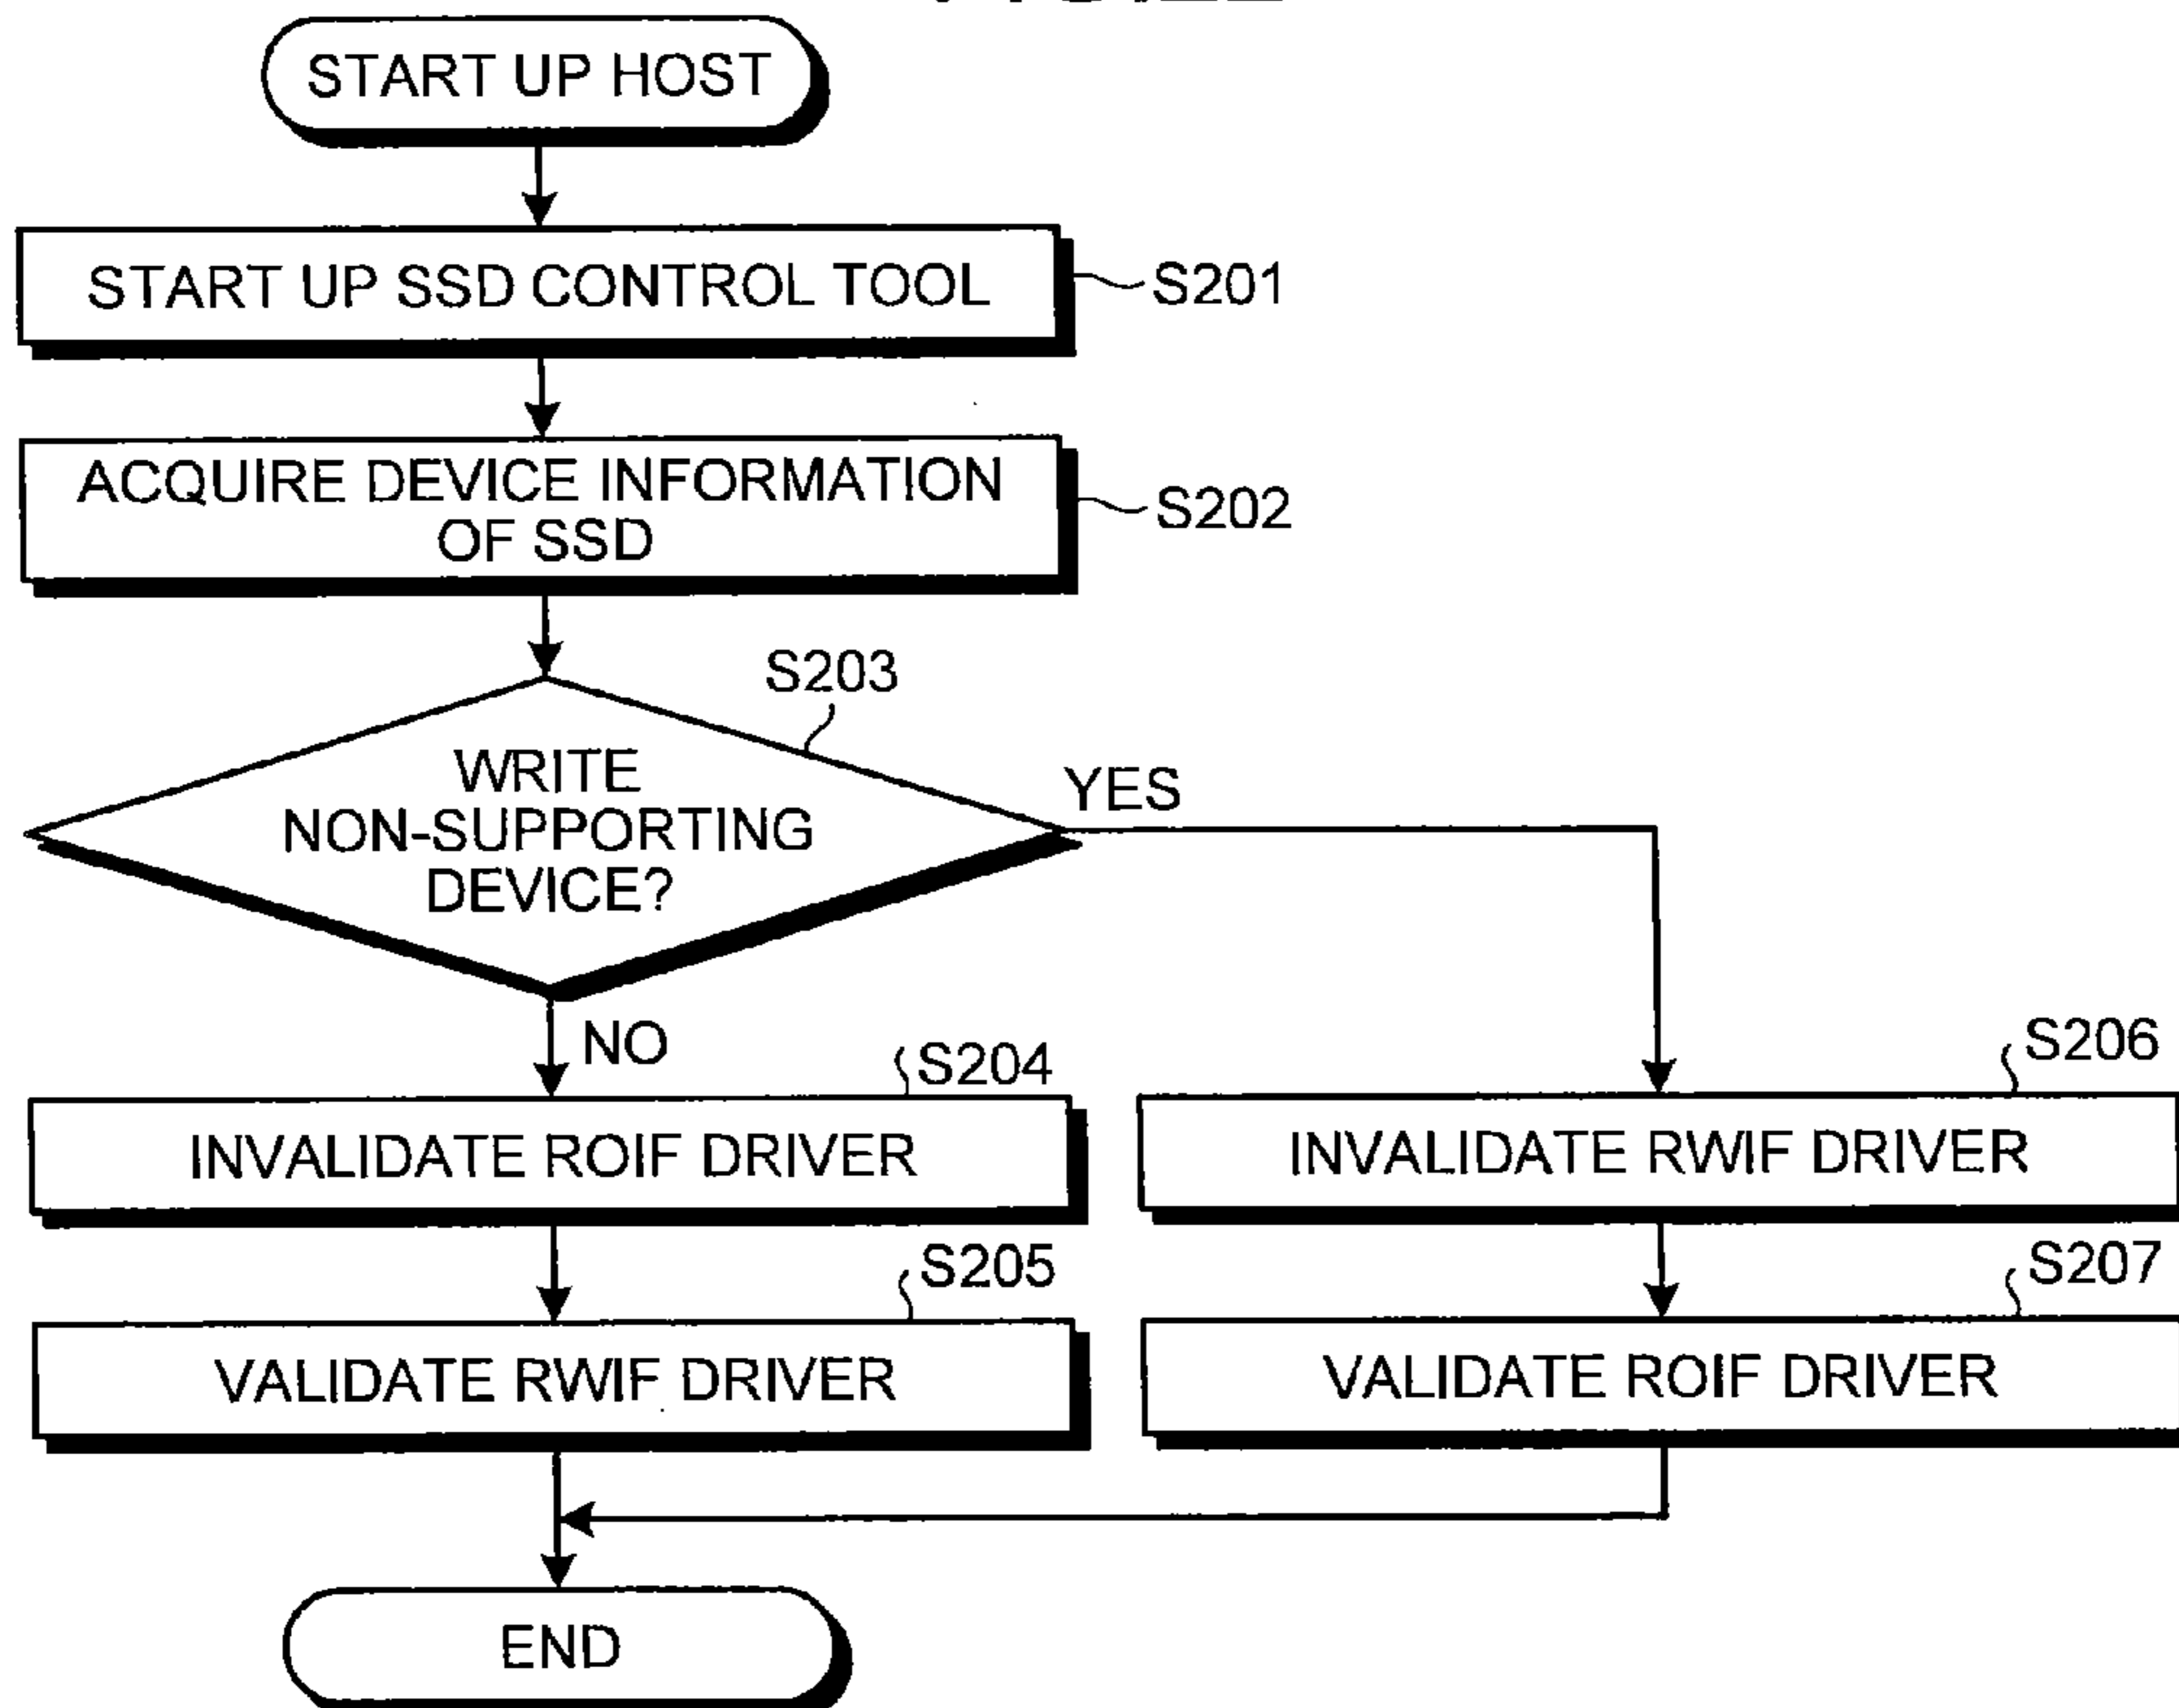 START UP HOST
START UP SSD CONTROL TOOL
S201
ACQUIRE DEVICE INFORMATION
OF SSD
S202
S203
WRITE
NON-SUPPORTING
DEVICE?
YES
NO
S204
S206
INVALIDATE ROIF DRIVER
INVALIDATE RWIF DRIVER
S205
S207
VALIDATE RWIF DRIVER
VALIDATE ROIF DRIVER
END